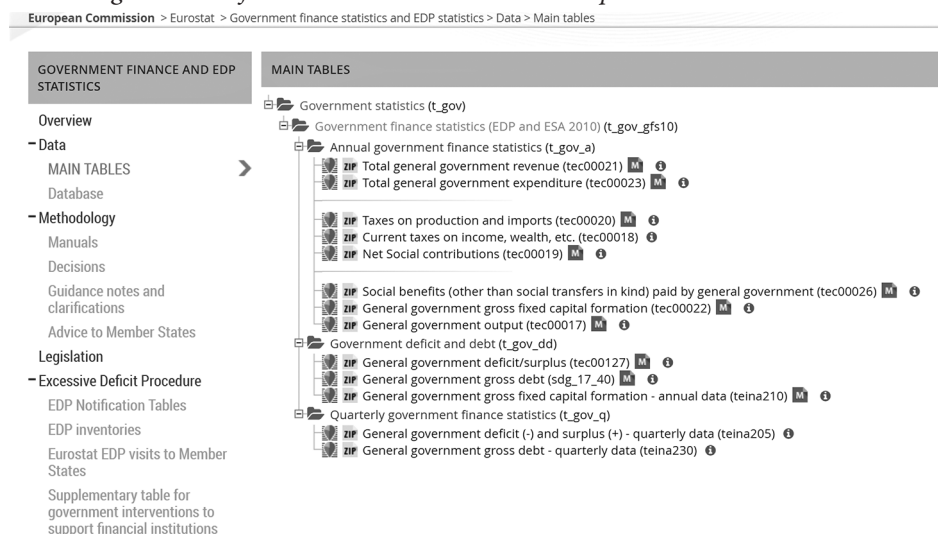 European Commission > Eurostat > Government finance statistics and EDP statistics > Data > Main tables
GOVERNMENT FINANCE AND EDP
STATISTICS
Overview
Data
MAIN TABLES
Database
Methodology
Manuals
Decisions
Guidance notes and
clarifications
Advice to Member States
Legislation
Excessive Deficit Procedure
EDP Notification Tables
EDP inventories
Eurostat EDP visits to Member
States
Supplementary table for
government interventions to
support financial institutions
MAIN TABLES
Government statistics (t_gov)
Government finance statistics (EDP and ESA 2010) (t_gov_gfs10)
Annual government finance statistics (t_gov_a)
ZIP Total general government revenue (tec00021) M i
ZIP Total general government expenditure (tec00023) M i
ZIP Taxes on production and imports (tec00020) M i
ZIP Current taxes on income, wealth, etc. (tec00018) i
ZIP Net Social contributions (tec00019) M i
ZIP Social benefits (other than social transfers in kind) paid by general government (tec00026) M i
ZIP General government gross fixed capital formation (tec00022) M i
ZIP General government output (tec00017) M i
Government deficit and debt (t_gov_dd)
ZIP General government deficit/surplus (tec00127) M i
ZIP General government gross debt (sdg_17_40) M i
ZIP General government gross fixed capital formation - annual data (teina210) M i
Quarterly government finance statistics (t_gov_q)
ZIP General government deficit (-) and surplus (+) - quarterly data (teina205) i
ZIP General government gross debt - quarterly data (teina230) i